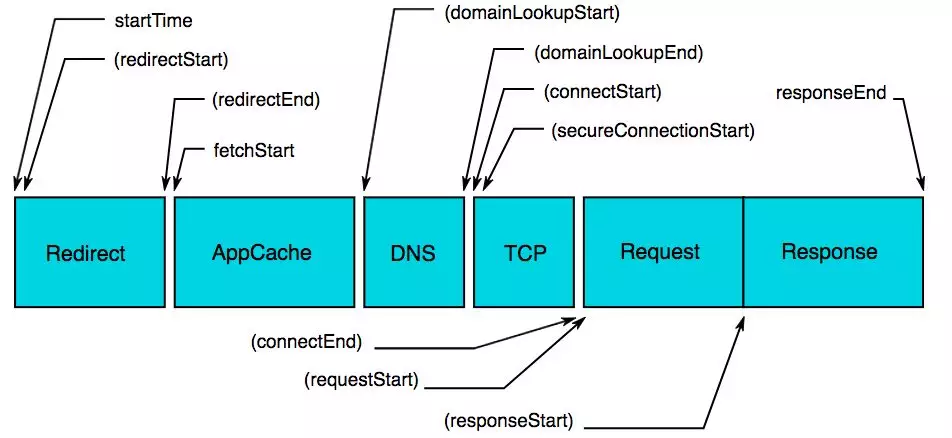 startTime
(redirectStart)
(redirectEnd)
fetchStart
(domainLookupStart)
(domainLookupEnd)
(connectStart)
(secureConnectionStart)
responseEnd
Redirect
AppCache
DNS
TCP
Request
Response
(connectEnd)
(requestStart)
(responseStart)